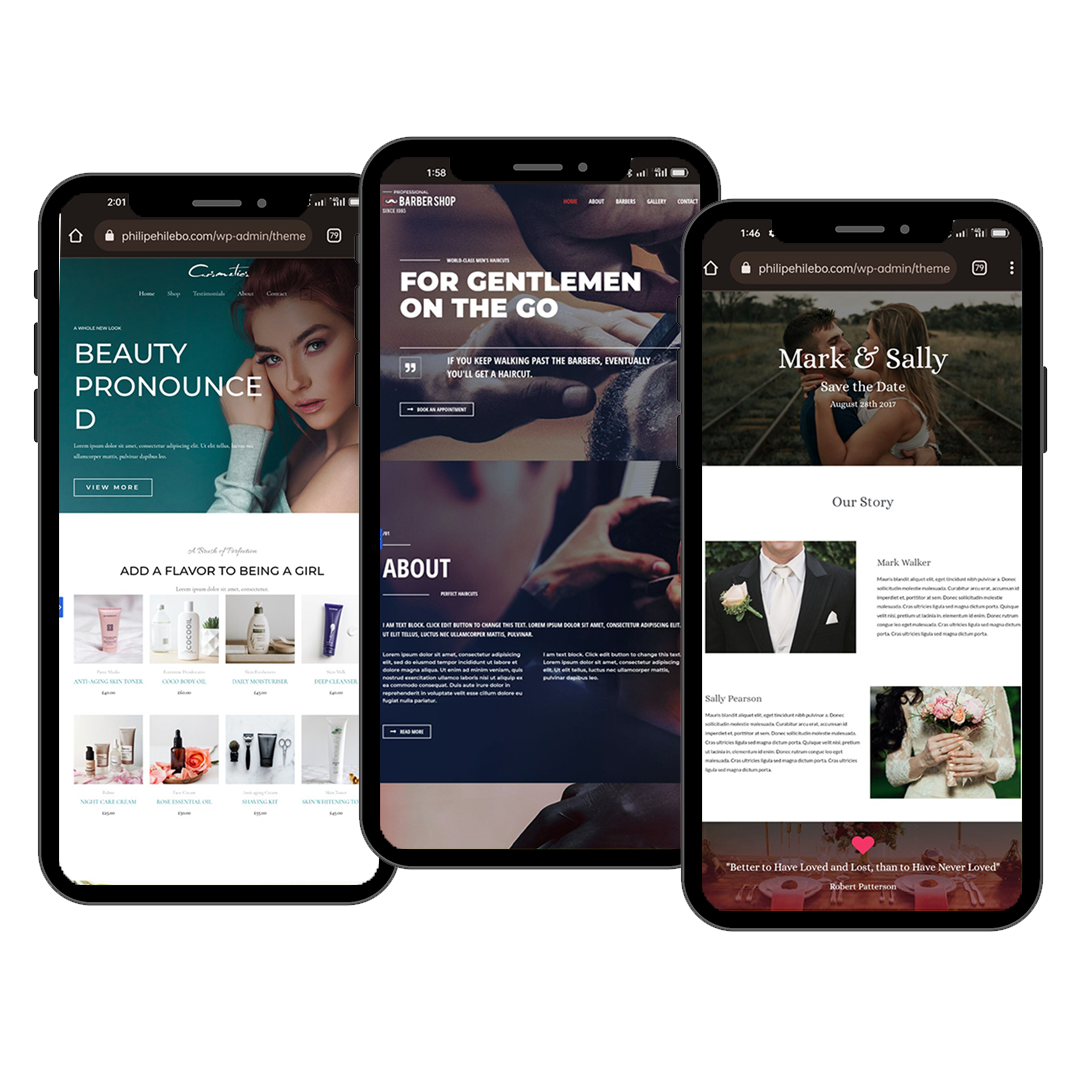 2:01
philipehilebo.com/wp-admin/theme
79
Cosmetics
Home Shop Testimonials About Contact
A WHOLE NEW LOOK
BEAUTY
PRONOUNCE
D
Lorem ipsum dolor sit amet, consectetur adipiscing elit. Ut elit tellus, luctus nec
ullamcorper mattis, pulvinar dapibus leo.
VIEW MORE
A Touch of Perfection
ADD A FLAVOR TO BEING A GIRL
Lorem ipsum dolor sit amet, consectetur.
ANTI-AGING SKIN TONER
£40.00
COCOOIL
COCO BODY OIL
£60.00
DAILY MOISTURISER
£45.00
DEEP CLEANSER
NIGHT CARE CREAM
Face Cream
ROSE ESSENTIAL OIL
£30.00
Anti-aging Cream
SHAVING KIT
£55.00
SKIN WHITENING TO
£45.00
1:58
PROFESSIONAL
BARBER SHOP
SINCE 1985
HOME ABOUT BARBERS GALLERY CONTACT
WORLD-CLASS MEN'S HAIRCUTS
FOR GENTLEMEN
ON THE GO
IF YOU KEEP WALKING PAST THE BARBERS, EVENTUALLY
YOU'LL GET A HAIRCUT.
BOOK AN APPOINTMENT
/01
ABOUT
PERFECT HAIRCUTS
I AM TEXT BLOCK. CLICK EDIT BUTTON TO CHANGE THIS TEXT. LOREM IPSUM DOLOR SIT AMET, CONSECTETUR ADIPISCING ELIT.
UT ELIT TELLUS, LUCTUS NEC ULLAMCORPER MATTIS, PULVINAR.
Lorem ipsum dolor sit amet, consectetur adipisicing
elit, sed do eiusmod tempor incididunt ut labore et
dolore magna aliqua. Ut enim ad minim veniam, quis
nostrud exercitation ullamco laboris nisi ut aliquip ex
ea commodo consequat. Duis aute irure dolor in
reprehenderit in voluptate velit esse cillum dolore eu
fugiat nulla pariatur.
I am text block. Click edit button to change this text.
Lorem ipsum dolor sit amet, consectetur adipiscing
elit, sed tellus, luctus nec ullamcorper mattis,
pulvinar dapibus leo.
READ MORE
1:46
philipehilebo.com/wp-admin/theme
79
Mark & Sally
Save the Date
August 28th 2017
Our Story
Mark Walker
Mauris blandit aliquet elit, eget tincidunt nibh pulvinar a. Donec
sollicitudin molestie malesuada. Curabitur arcu erat, accumsan id
imperdiet et, porttitor at sem. Donec sollicitudin molestie
malesuada. Cras ultricies ligula sed magna dictum porta. Quisque
velit nisi, pretium ut lacinia in, elementum id enim. Donec rutrum
congue leo eget malesuada. Cras ultricies ligula sed magna dictum
porta. Cras ultricies ligula sed magna dictum porta.
Sally Pearson
Mauris blandit aliquet elit, eget tincidunt nibh pulvinar a. Donec
sollicitudin molestie malesuada. Curabitur arcu erat, accumsan id
imperdiet et, porttitor at sem. Donec sollicitudin molestie malesuada.
Cras ultricies ligula sed magna dictum porta. Quisque velit nisi, pretium
ut lacinia in, elementum id enim. Donec rutrum congue leo eget
malesuada. Cras ultricies ligula sed magna dictum porta. Cras ultricies
ligula sed magna dictum porta.
"Better to Have Loved and Lost, than to Have Never Loved"
Robert Patterson